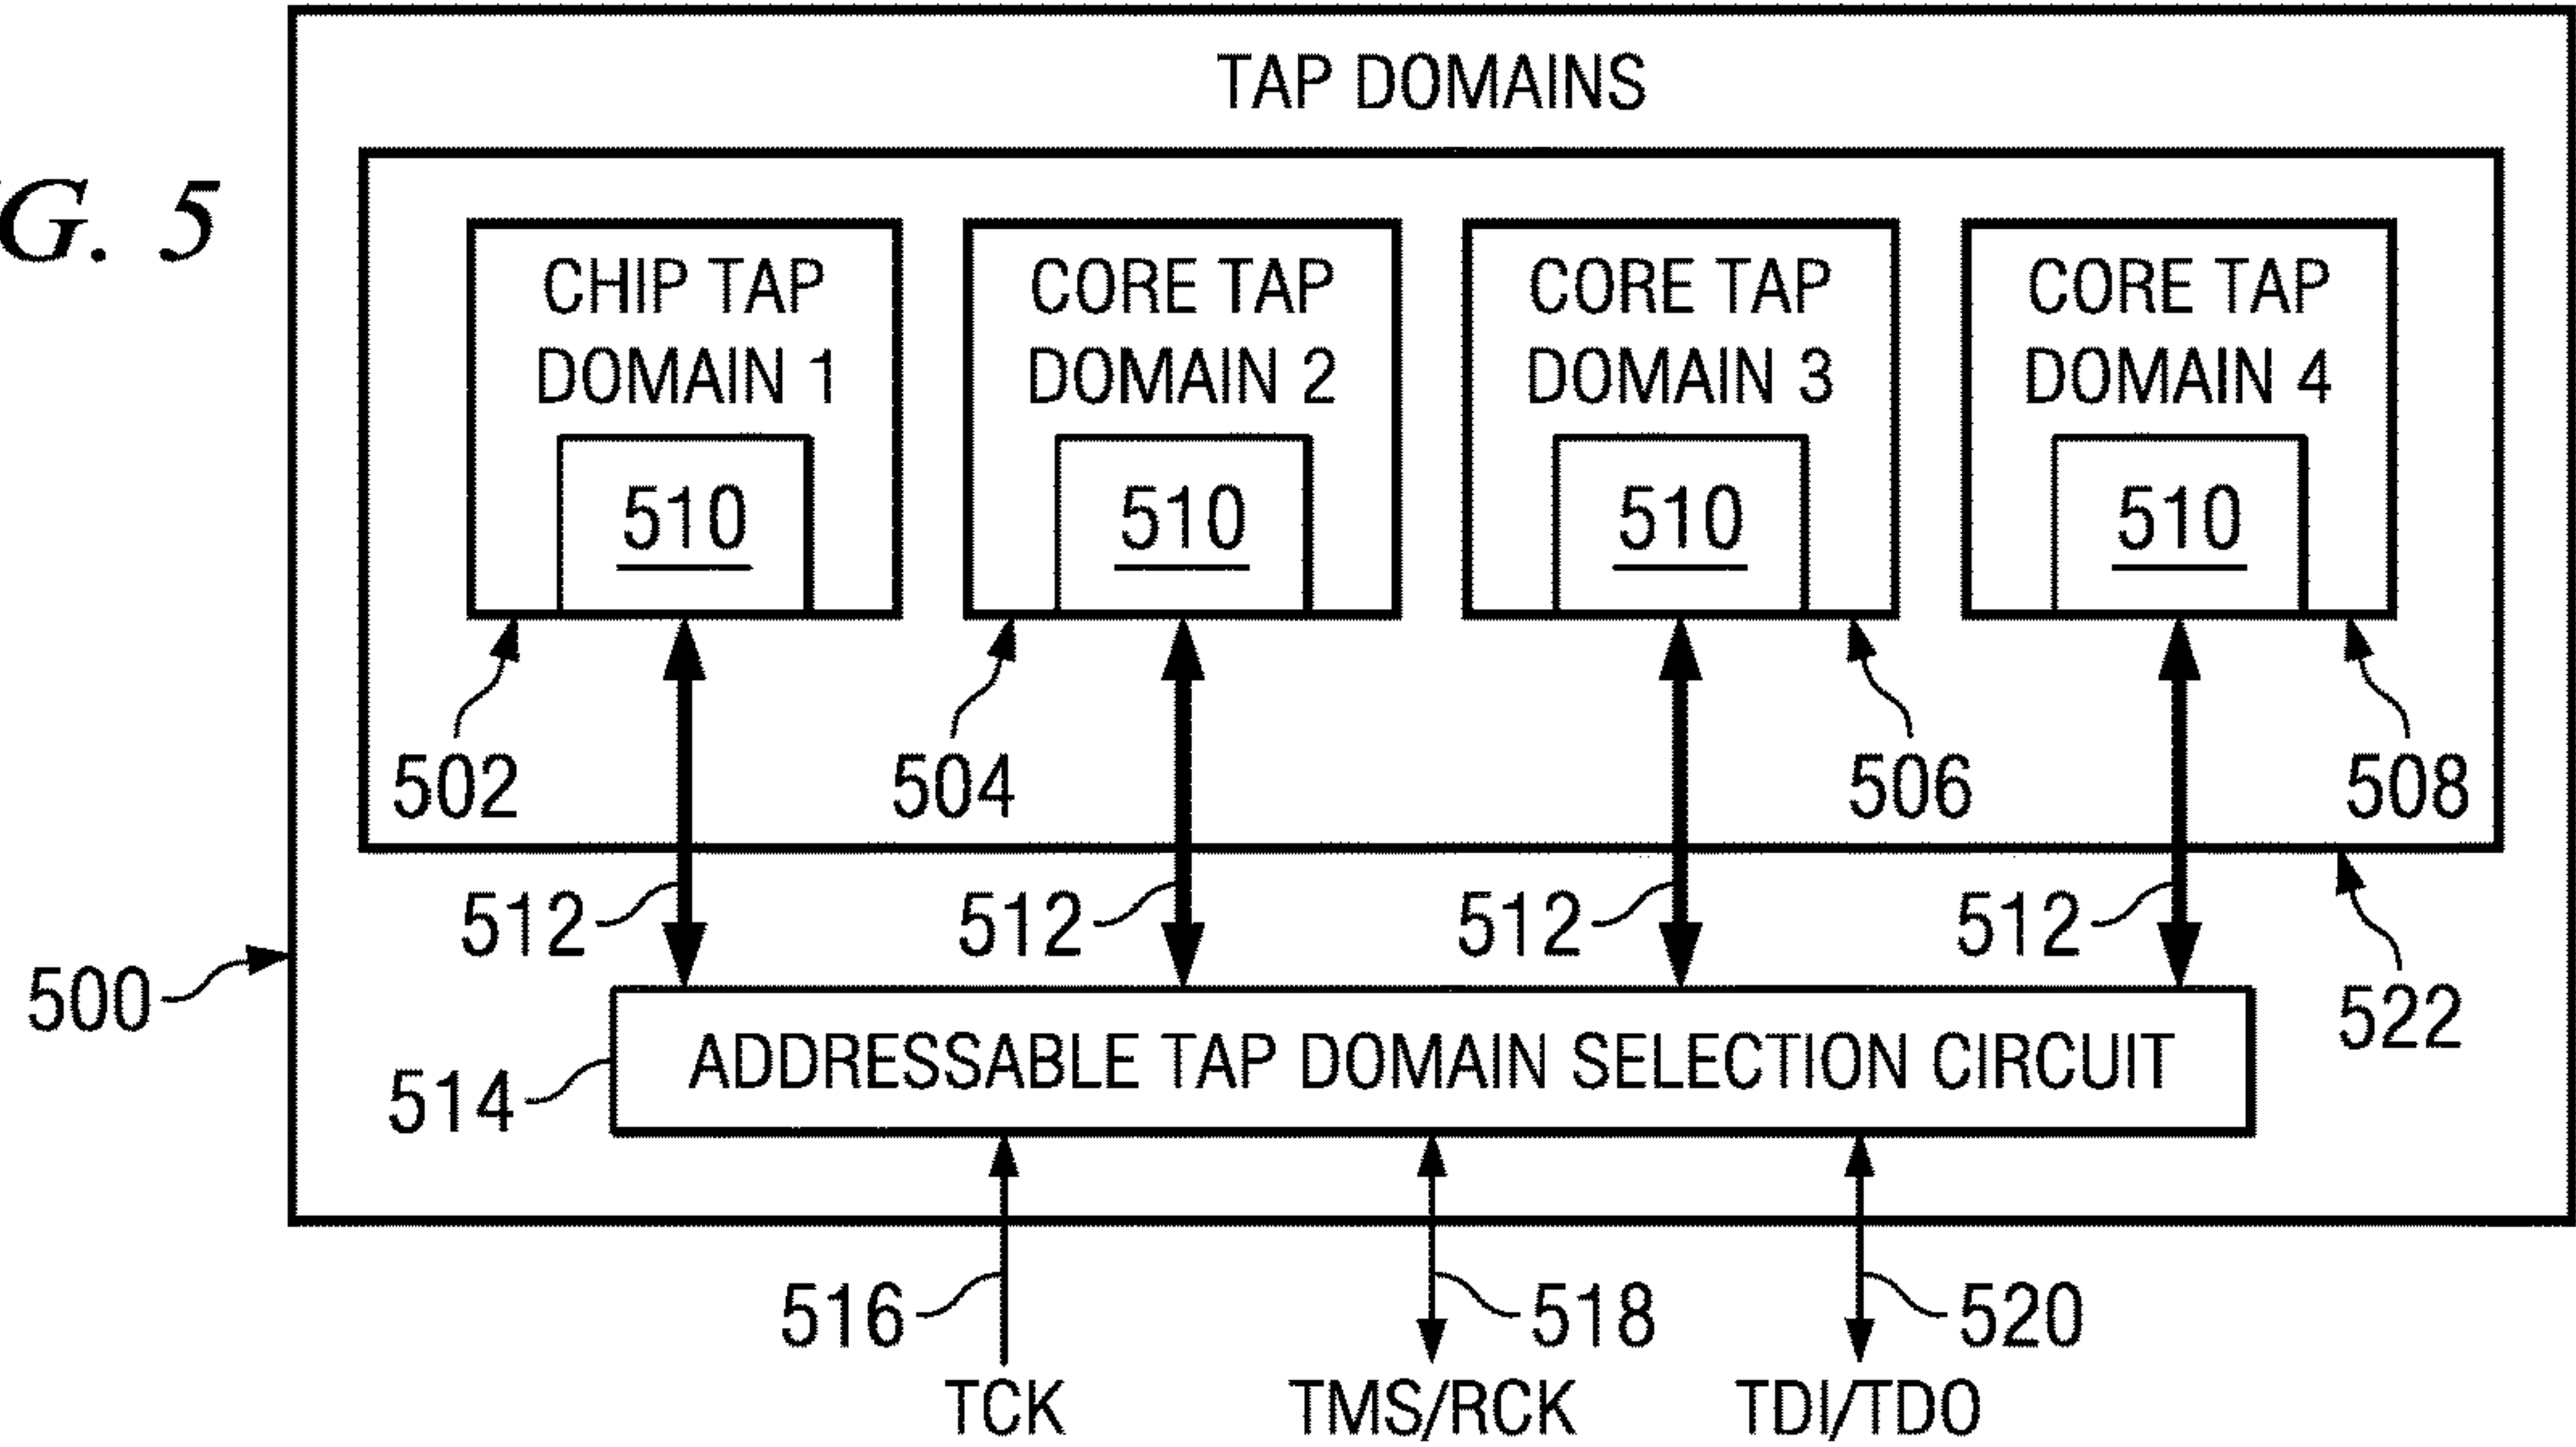 TAP DOMAINS
G. 5
CHIP TAP
DOMAIN 1
510
CORE TAP
DOMAIN 2
510
CORE TAP
DOMAIN 3
510
CORE TAP
DOMAIN 4
510
502
504
506
508
512
512
512
512
500
522
514
ADDRESSABLE TAP DOMAIN SELECTION CIRCUIT
516
518
520
TCK
TMS/RCK
TDI/TDO